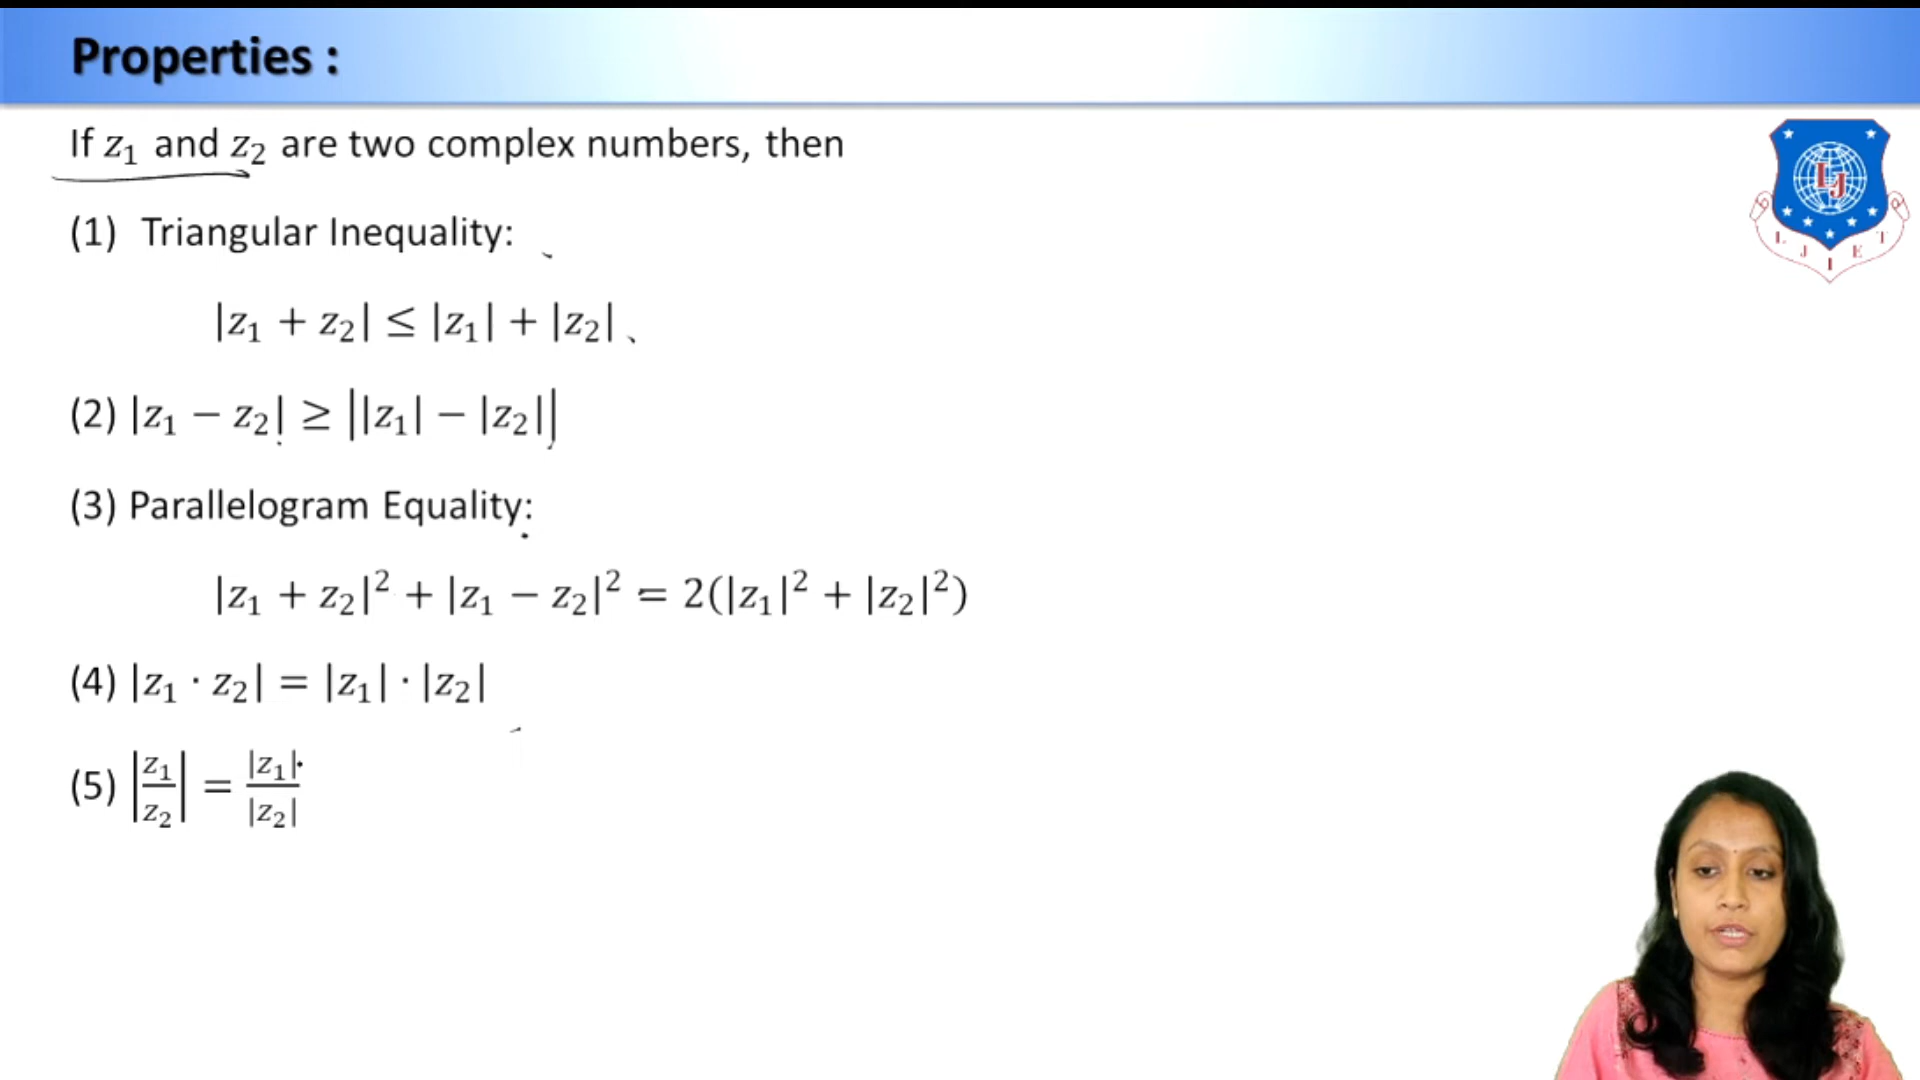 Properties :
If z₁ and z₂ are two complex numbers, then
(1) Triangular Inequality:
|z₁ + z₂| ≤ |z₁| + |z₂|
(2) |z₁ − z₂| ≥ ||z₁| − |z₂||
(3) Parallelogram Equality:
|z₁ + z₂|² + |z₁ − z₂|² = 2(|z₁|² + |z₂|²)
(4) |z₁ · z₂| = |z₁| · |z₂|
(5) |z₁/z₂| = |z₁|/|z₂|
LJ
L J I E T